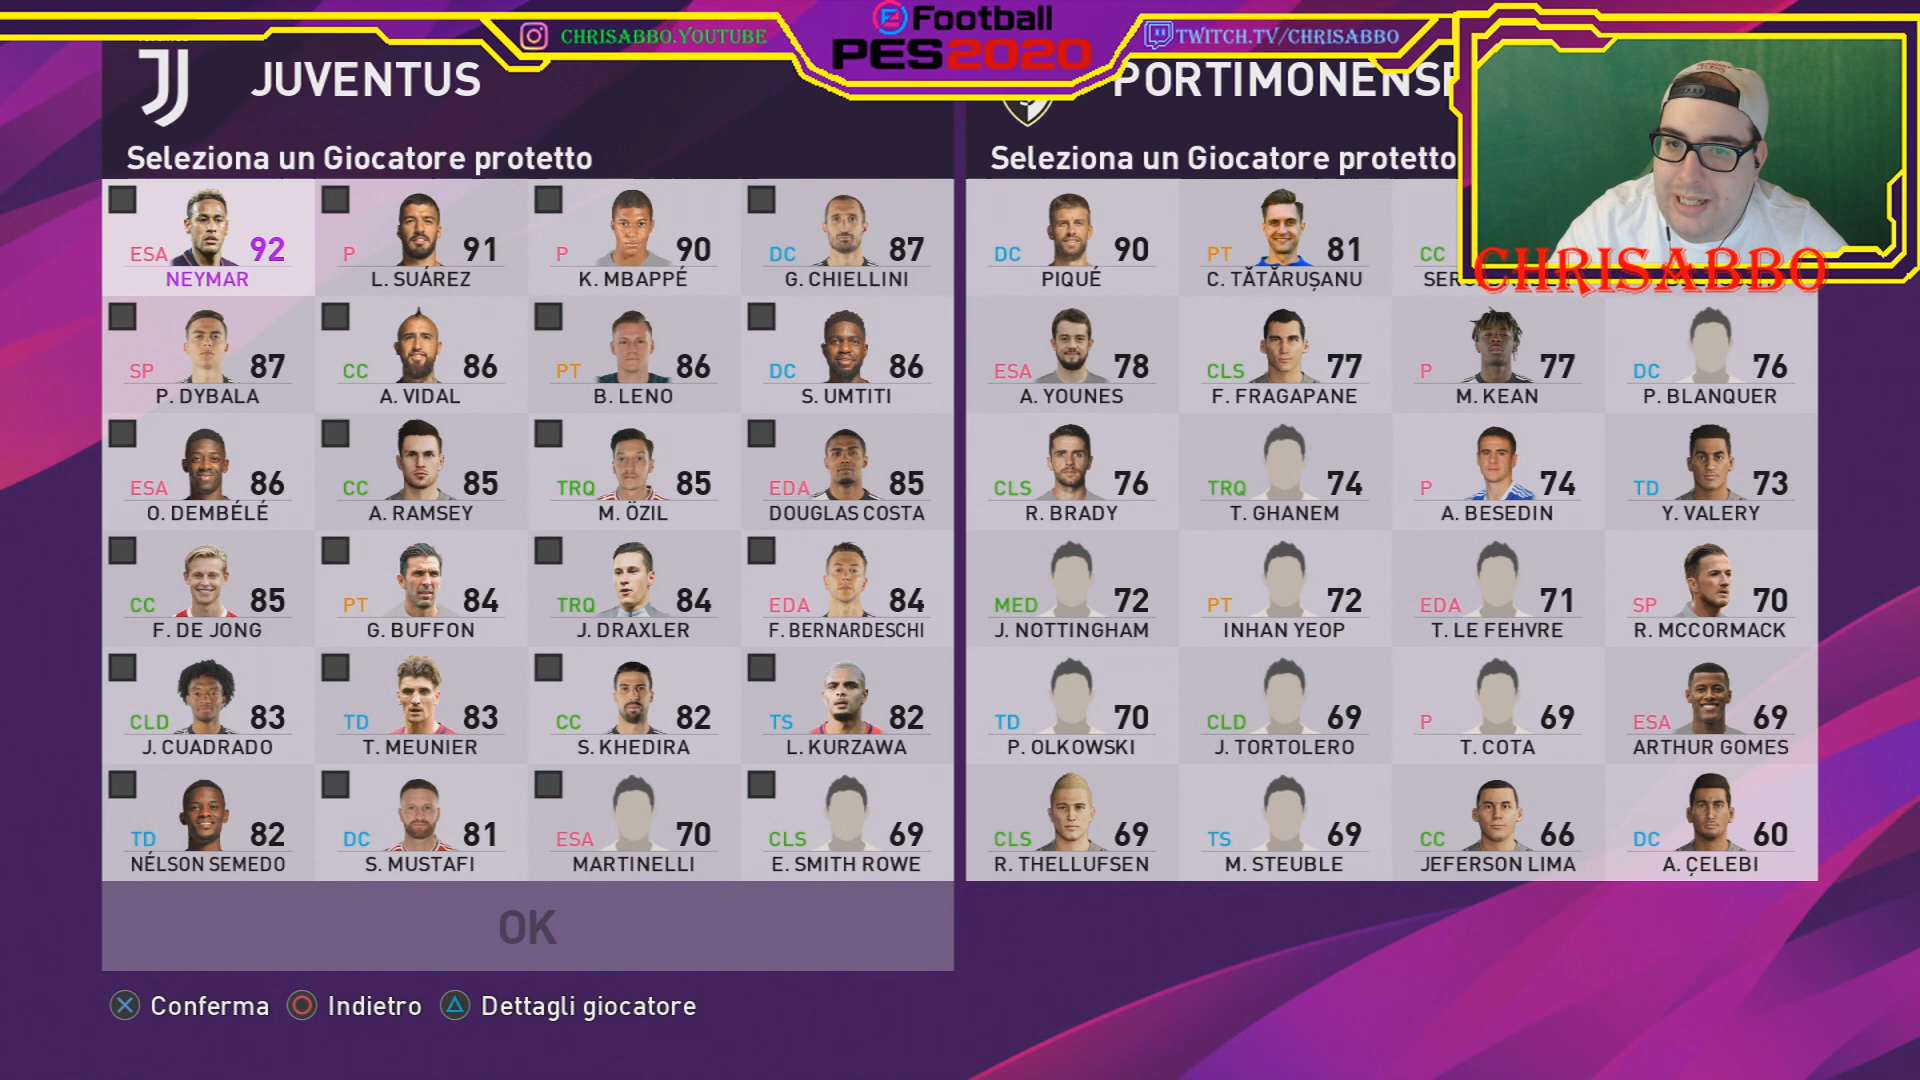 eFootball
PES2020
CHRISABBO.YOUTUBE
TWITCH.TV/CHRISABBO
CHRISABBO
JUVENTUS
Seleziona un Giocatore protetto
ESA 92 P 91 P 90 DC 87
NEYMAR L. SUÁREZ K. MBAPPÉ G. CHIELLINI
SP 87 CC 86 PT 86 DC 86
P. DYBALA A. VIDAL B. LENO S. UMTITI
ESA 86 CC 85 TRQ 85 EDA 85
O. DEMBÉLÉ A. RAMSEY M. ÖZIL DOUGLAS COSTA
CC 85 PT 84 TRQ 84 EDA 84
F. DE JONG G. BUFFON J. DRAXLER F. BERNARDESCHI
CLD 83 TD 83 CC 82 TS 82
J. CUADRADO T. MEUNIER S. KHEDIRA L. KURZAWA
TD 82 DC 81 ESA 70 CLS 69
NÉLSON SEMEDO S. MUSTAFI MARTINELLI E. SMITH ROWE
OK
PORTIMONENSE
Seleziona un Giocatore protetto
DC 90 PT 81 CC
PIQUÉ C. TĂTĂRUȘANU
ESA 78 CLS 77 P 77 DC 76
A. YOUNES F. FRAGAPANE M. KEAN P. BLANQUER
CLS 76 TRQ 74 P 74 TD 73
R. BRADY T. GHANEM A. BESEDIN Y. VALERY
MED 72 PT 72 EDA 71 SP 70
J. NOTTINGHAM INHAN YEOP T. LE FEHVRE R. MCCORMACK
TD 70 CLD 69 P 69 ESA 69
P. OLKOWSKI J. TORTOLERO T. COTA ARTHUR GOMES
CLS 69 TS 69 CC 66 DC 60
R. THELLUFSEN M. STEUBLE JEFERSON LIMA A. ÇELEBI
Conferma Indietro Dettagli giocatore